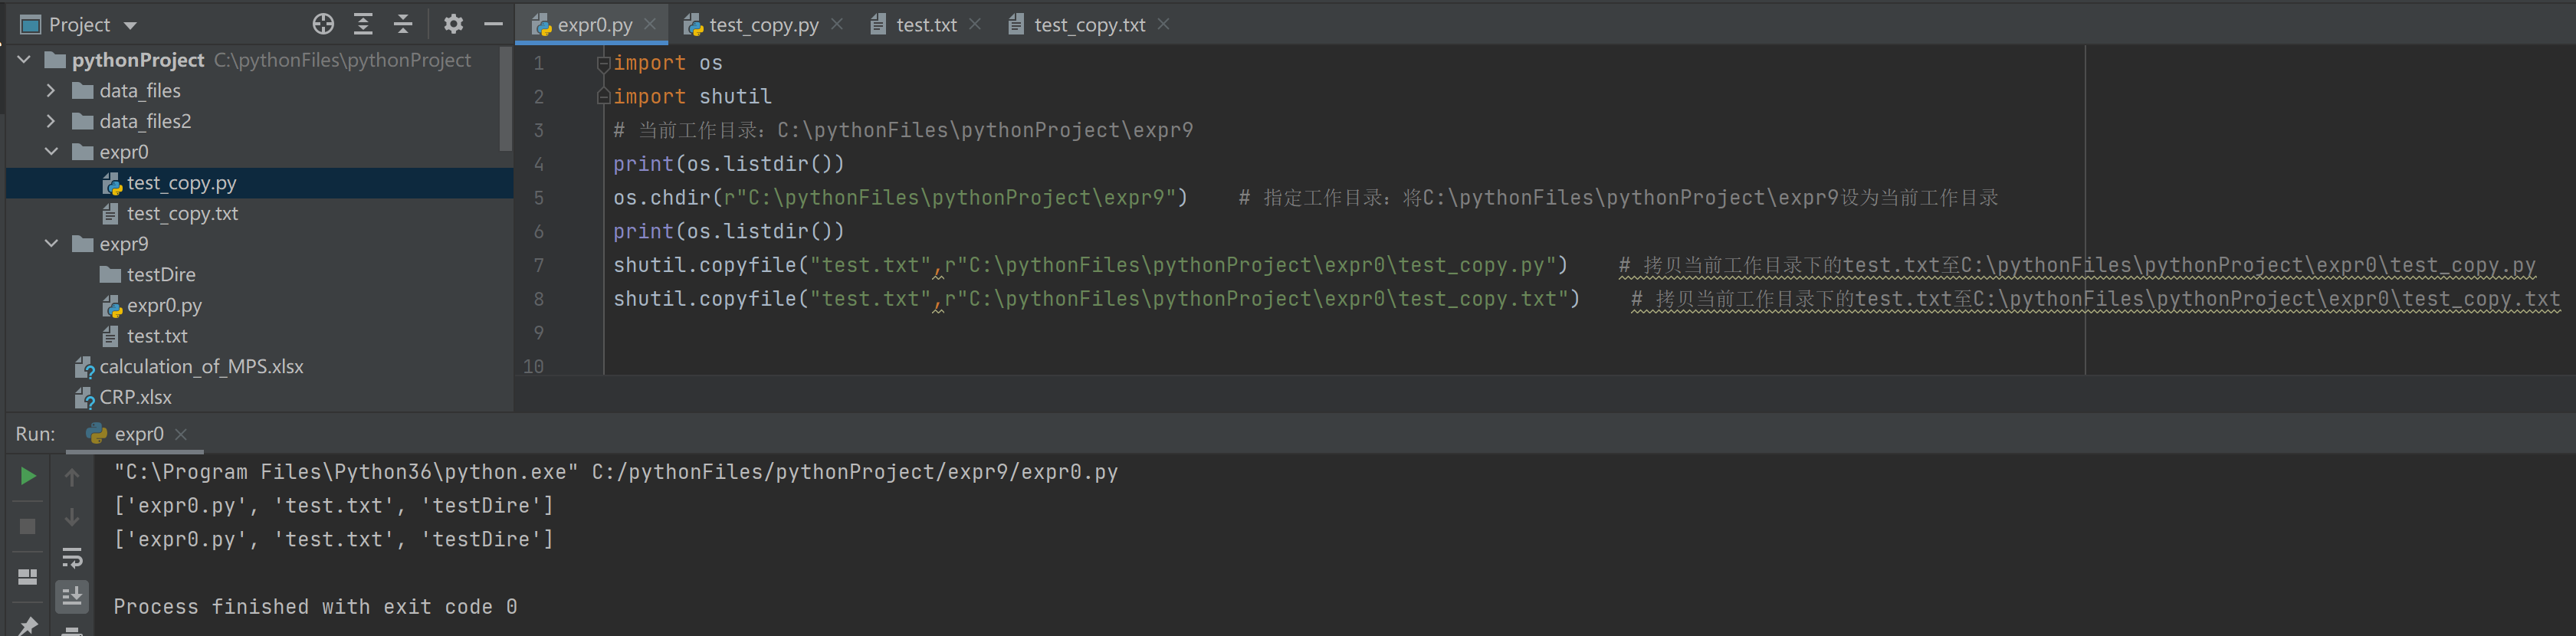 Project
expr0.py
test_copy.py
test.txt
test_copy.txt
pythonProject C:\pythonFiles\pythonProject
data_files
data_files2
expr0
test_copy.py
test_copy.txt
expr9
testDire
expr0.py
test.txt
calculation_of_MPS.xlsx
CRP.xlsx
1 import os
2 import shutil
3 # 当前工作目录：C:\pythonFiles\pythonProject\expr9
4 print(os.listdir())
5 os.chdir(r"C:\pythonFiles\pythonProject\expr9") # 指定工作目录：将C:\pythonFiles\pythonProject\expr9设为当前工作目录
6 print(os.listdir())
7 shutil.copyfile("test.txt",r"C:\pythonFiles\pythonProject\expr0\test_copy.py") # 拷贝当前工作目录下的test.txt至C:\pythonFiles\pythonProject\expr0\test_copy.py
8 shutil.copyfile("test.txt",r"C:\pythonFiles\pythonProject\expr0\test_copy.txt") # 拷贝当前工作目录下的test.txt至C:\pythonFiles\pythonProject\expr0\test_copy.txt
9
10
Run: expr0
"C:\Program Files\Python36\python.exe" C:/pythonFiles/pythonProject/expr9/expr0.py
['expr0.py', 'test.txt', 'testDire']
['expr0.py', 'test.txt', 'testDire']
Process finished with exit code 0